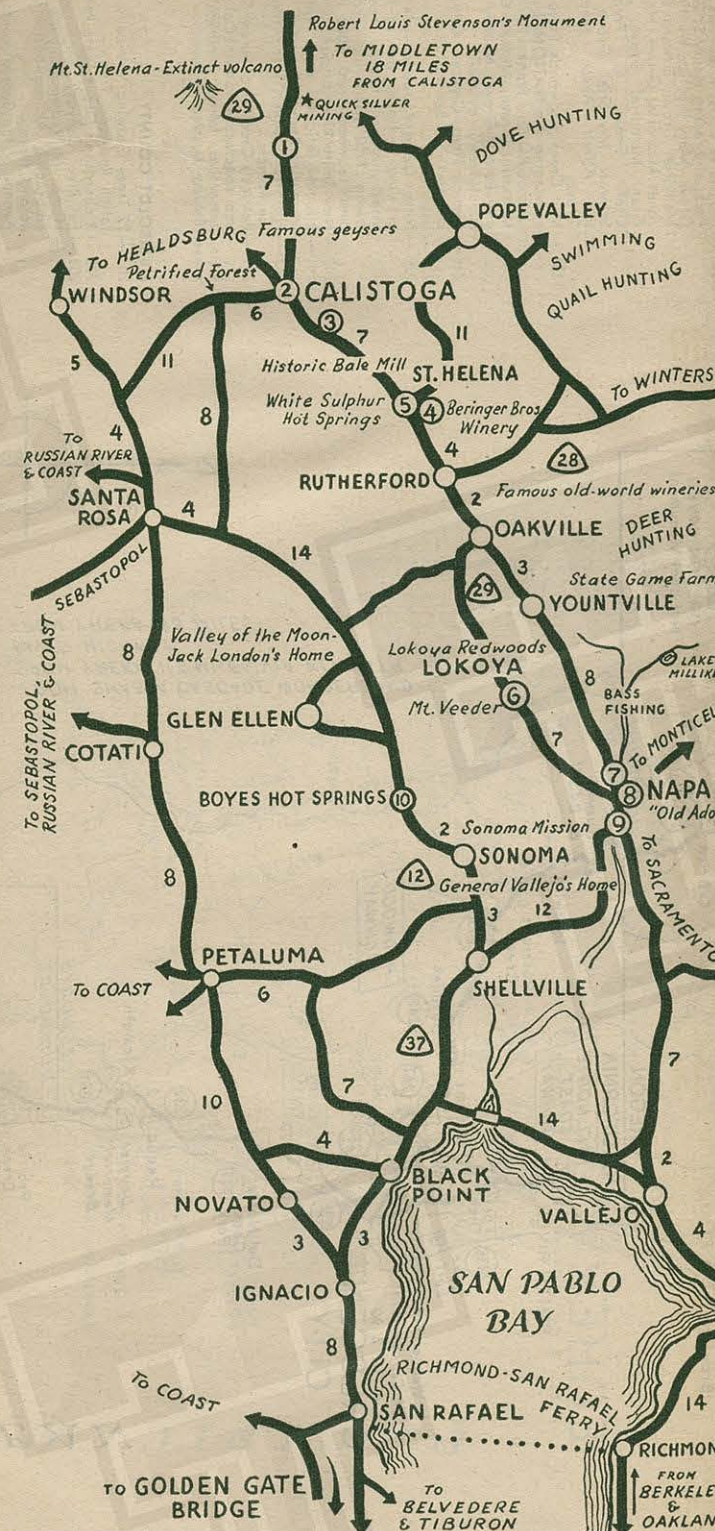 Robert Louis Stevenson's Monument
To MIDDLETOWN
18 MILES
FROM CALISTOGA
Mt. St. Helena - Extinct volcano
29
★QUICK SILVER
MINING
1
DOVE HUNTING
7
POPE VALLEY
To HEALDSBURG
Famous geysers
SWIMMING
Petrified Forest
QUAIL HUNTING
WINDSOR
2
CALISTOGA
6
3
7
11
5
11
Historic Bale Mill
ST. HELENA
To WINTERS
White Sulphur
Hot Springs
5
4
Beringer Bros
Winery
8
4
4
To
RUSSIAN RIVER
& COAST
RUTHERFORD
28
SANTA
ROSA
4
2
Famous old-world wineries
14
OAKVILLE
DEER
HUNTING
SEBASTOPOL
3
29
State Game Farm
YOUNTVILLE
8
Valley of the Moon-
Jack London's Home
Lokoya Redwoods
LOKOYA
8
LAKE
To SEBASTOPOL,
RUSSIAN RIVER & COAST
GLEN ELLEN
Mt. Veeder
6
BASS
FISHING
COTATI
7
7
To MONTICEL
BOYES HOT SPRINGS
10
8
NAPA
"Old Ado
2
Sonoma Mission
9
SONOMA
8
12
General Vallejo's Home
To SACRAMENTO
3
12
PETALUMA
To COAST
6
SHELLVILLE
37
7
10
7
14
4
BLACK
POINT
2
NOVATO
VALLEJO
3
3
4
IGNACIO
SAN PABLO
BAY
8
RICHMOND-SAN RAFAEL
FERRY
To COAST
14
SAN RAFAEL
RICHMON
To GOLDEN GATE
BRIDGE
To
BELVEDERE
& TIBURON
FROM
BERKELE
&
OAKLAN